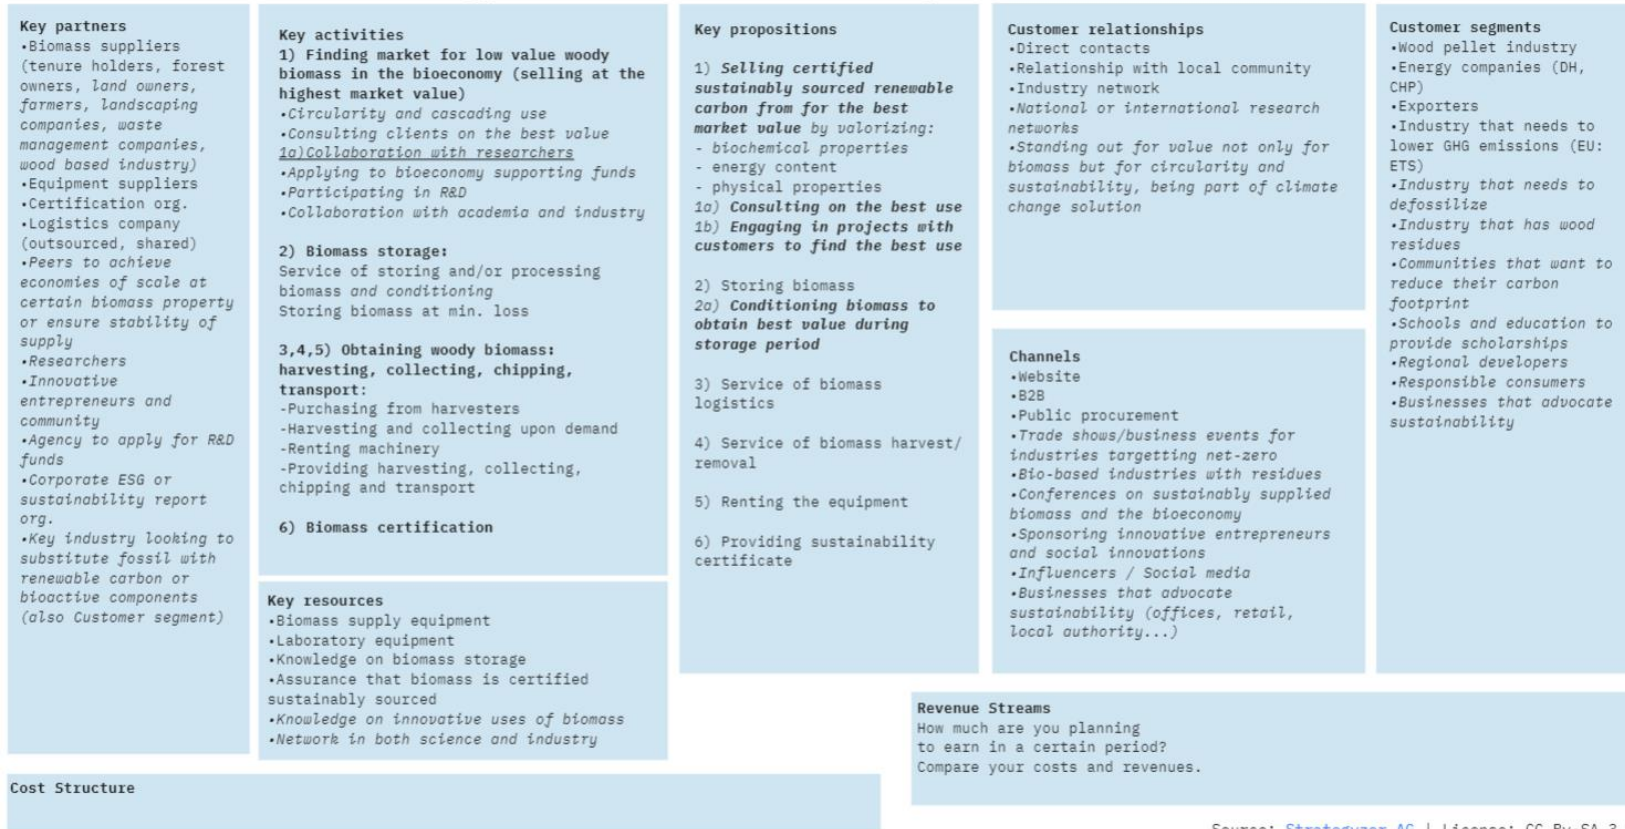 Key partners
•Biomass suppliers
(tenure holders, forest
owners, land owners,
farmers, landscaping
companies, waste
management companies,
wood based industry)
•Equipment suppliers
•Certification org.
•Logistics company
(outsourced, shared)
•Peers to achieve
economies of scale at
certain biomass property
or ensure stability of
supply
•Researchers
•Innovative
entrepreneurs and
community
•Agency to apply for R&D
funds
•Corporate ESG or
sustainability report
org.
•Key industry looking to
substitute fossil with
renewable carbon or
bioactive components
(also Customer segment)
Key activities
1) Finding market for low value woody
biomass in the bioeconomy (selling at the
highest market value)
•Circularity and cascading use
•Consulting clients on the best value
1a)Collaboration with researchers
•Applying to bioeconomy supporting funds
•Participating in R&D
•Collaboration with academia and industry
2) Biomass storage:
Service of storing and/or processing
biomass and conditioning
Storing biomass at min. loss
3,4,5) Obtaining woody biomass:
harvesting, collecting, chipping,
transport:
-Purchasing from harvesters
-Harvesting and collecting upon demand
-Renting machinery
-Providing harvesting, collecting,
chipping and transport
6) Biomass certification
Key resources
•Biomass supply equipment
•Laboratory equipment
•Knowledge on biomass storage
•Assurance that biomass is certified
sustainably sourced
•Knowledge on innovative uses of biomass
•Network in both science and industry
Key propositions
1) Selling certified
sustainably sourced renewable
carbon from for the best
market value by valorizing:
- biochemical properties
- energy content
- physical properties
1a) Consulting on the best use
1b) Engaging in projects with
customers to find the best use
2) Storing biomass
2a) Conditioning biomass to
obtain best value during
storage period
3) Service of biomass
logistics
4) Service of biomass harvest/
removal
5) Renting the equipment
6) Providing sustainability
certificate
Customer relationships
•Direct contacts
•Relationship with local community
•Industry network
•National or international research
networks
•Standing out for value not only for
biomass but for circularity and
sustainability, being part of climate
change solution
Channels
•Website
•B2B
•Public procurement
•Trade shows/business events for
industries targetting net-zero
•Bio-based industries with residues
•Conferences on sustainably supplied
biomass and the bioeconomy
•Sponsoring innovative entrepreneurs
and social innovations
•Influencers / Social media
•Businesses that advocate
sustainability (offices, retail,
local authority...)
Customer segments
•Wood pellet industry
•Energy companies (DH,
CHP)
•Exporters
•Industry that needs to
lower GHG emissions (EU:
ETS)
•Industry that needs to
defossilize
•Industry that has wood
residues
•Communities that want to
reduce their carbon
footprint
•Schools and education to
provide scholarships
•Regional developers
•Responsible consumers
•Businesses that advocate
sustainability
Cost Structure
Revenue Streams
How much are you planning
to earn in a certain period?
Compare your costs and revenues.
Source: Strategyzer AG | License: CC By-SA 3